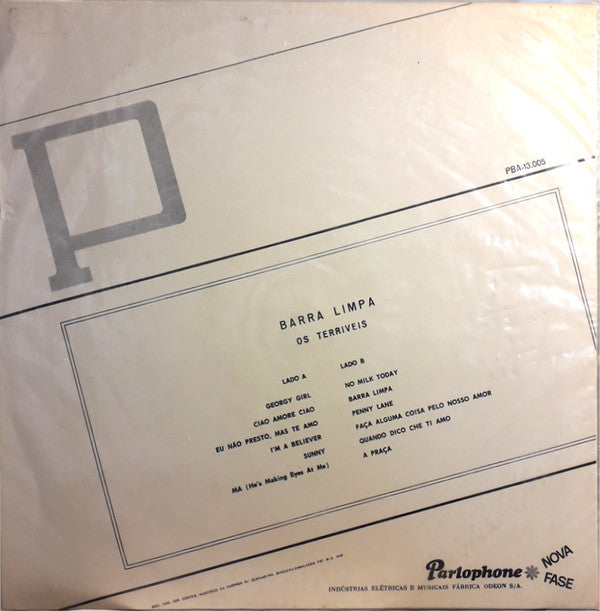 PBA-13.005
BARRA LIMPA
OS TERRIVEIS
LADO A
GEORGY GIRL
CIAO AMORE CIAO
EU NÃO PRESTO, MAS TE AMO
I'M A BELIEVER
SUNNY
MA (He's Making Eyes At Me)
LADO B
NO MILK TODAY
BARRA LIMPA
PENNY LANE
FAÇA ALGUMA COISA PELO NOSSO AMOR
QUANDO DICO CHE TI AMO
A PRAÇA
Parlophone
NOVA
FASE
INDÚSTRIAS ELÉTRICAS E MUSICAIS FÁBRICA ODEON S/A.